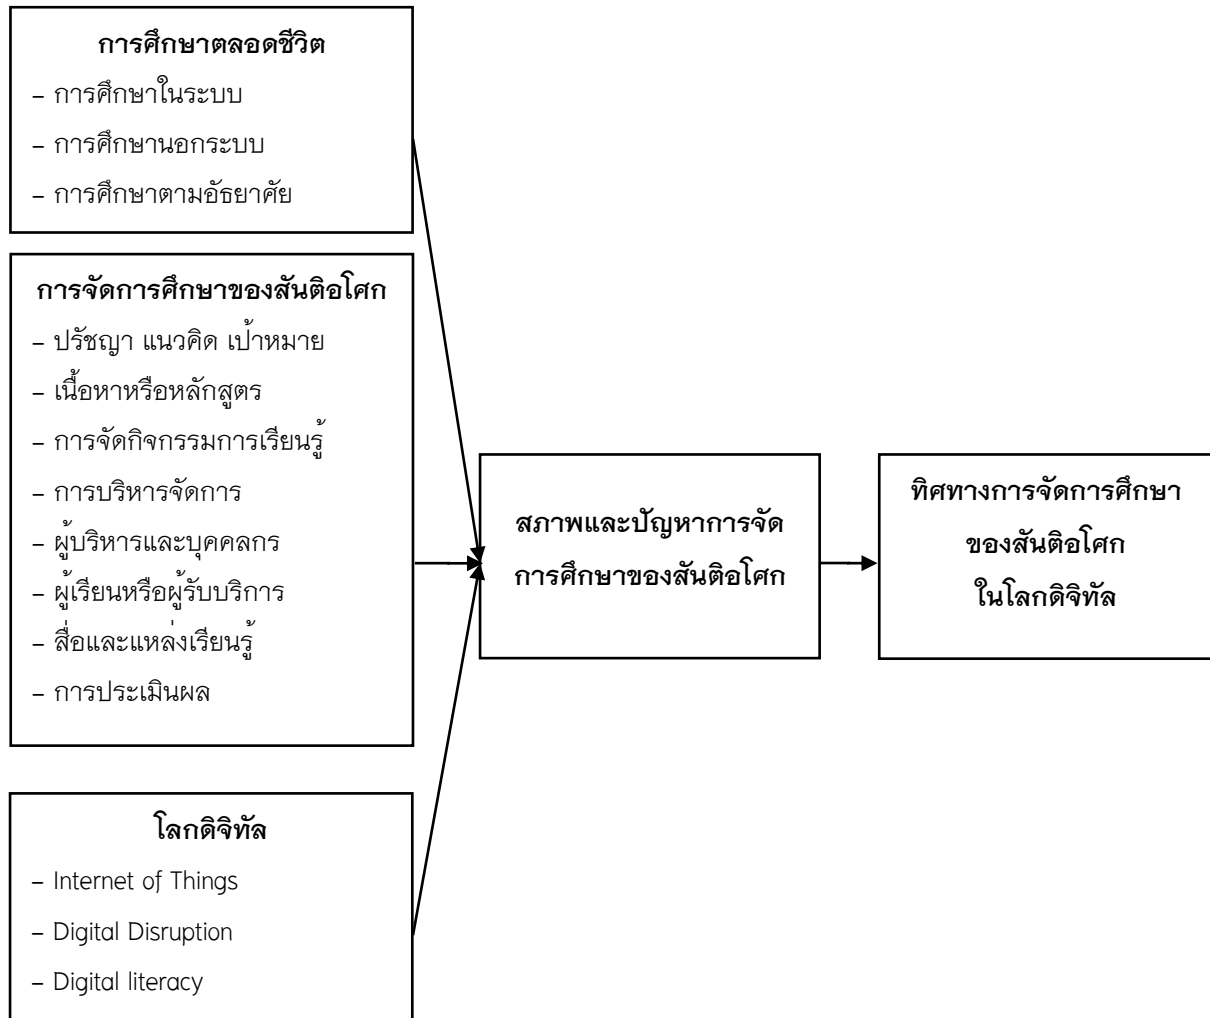 การศึกษาตลอดชีวิต
– การศึกษาในระบบ
– การศึกษานอกระบบ
– การศึกษาตามอัธยาศัย
การจัดการศึกษาของสันติอโศก
– ปรัชญา แนวคิด เป้าหมาย
– เนื้อหาหรือหลักสูตร
– การจัดกิจกรรมการเรียนรู้
– การบริหารจัดการ
– ผู้บริหารและบุคคลกร
– ผู้เรียนหรือผู้รับบริการ
– สื่อและแหล่งเรียนรู้
– การประเมินผล
โลกดิจิทัล
– Internet of Things
– Digital Disruption
– Digital literacy
สภาพและปัญหาการจัด
การศึกษาของสันติอโศก
ทิศทางการจัดการศึกษา
ของสันติอโศก
ในโลกดิจิทัล